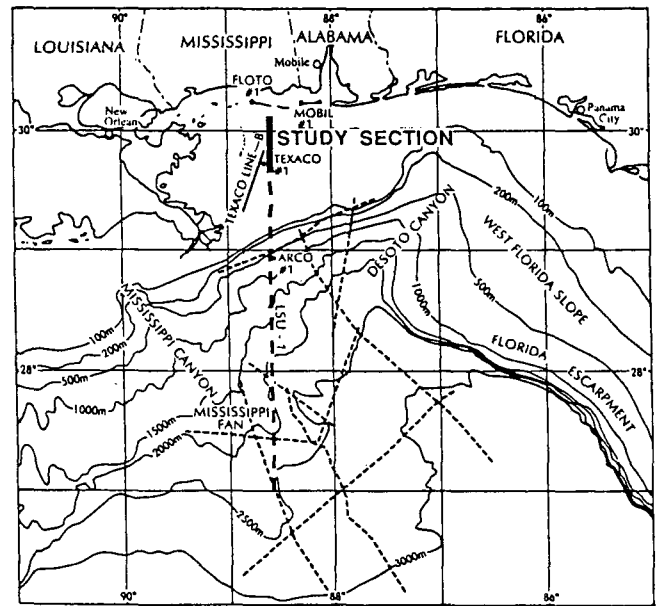 90°
88°
86°
LOUISIANA
MISSISSIPPI
ALABAMA
FLORIDA
Mobile
FLOTO
#1
MOBIL
#1
New
Orleans
Panama
City
30°
30°
STUDY SECTION
TEXACO LINE—B
TEXACO
#1
200m
100m
DESOTO CANYON
WEST FLORIDA SLOPE
ARCO
#1
1000m
500m
LSU-1
MISSISSIPPI CANYON
100m
200m
500m
1000m
FLORIDA
ESCARPMENT
28°
28°
1500m
2000m
MISSISSIPPI
FAN
2500m
3000m
90°
88°
86°